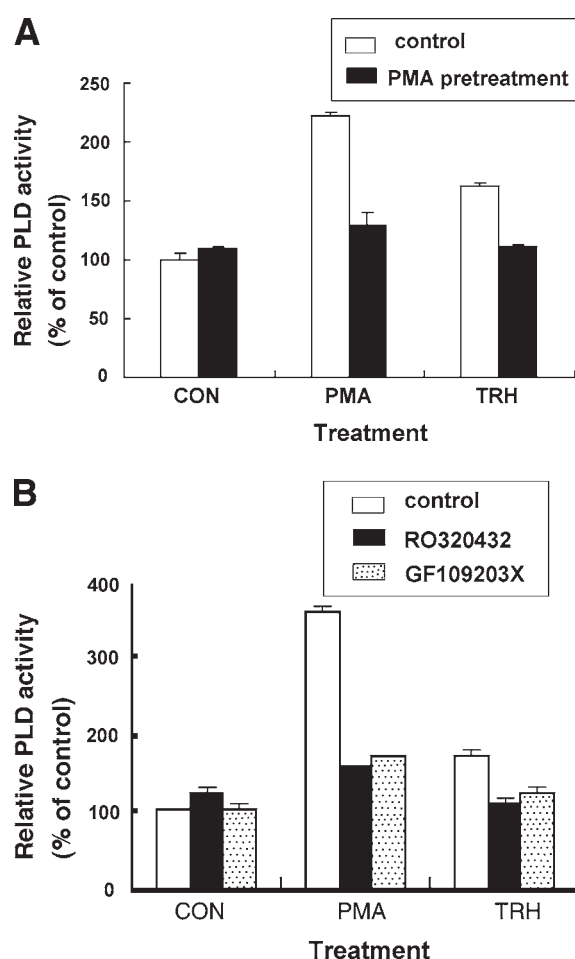 A
control
PMA pretreatment
Relative PLD activity
(% of control)
250
200
150
100
50
0
CON PMA TRH
Treatment
B
control
RO320432
GF109203X
Relative PLD activity
(% of control)
400
300
200
100
0
CON PMA TRH
Treatment